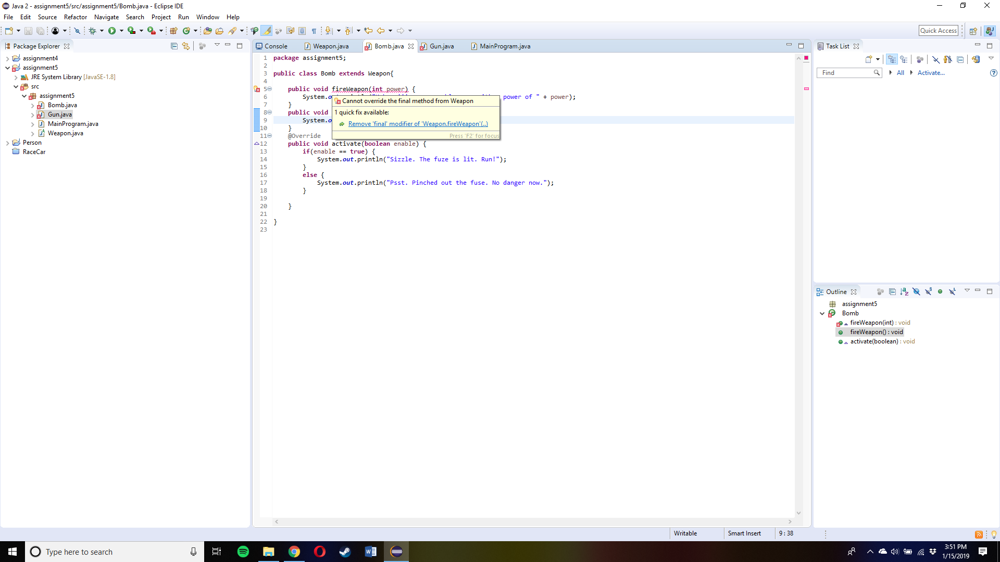 Java 2 - assignment5/src/assignment5/Bomb.java - Eclipse IDE
File Edit Source Refactor Navigate Search Project Run Window Help
Quick Access
Package Explorer
assignment4
assignment5
JRE System Library [JavaSE-1.8]
src
assignment5
Bomb.java
Gun.java
MainProgram.java
Weapon.java
Person
RaceCar
Console Weapon.java Bomb.java Gun.java MainProgram.java
1 package assignment5;
2
3 public class Bomb extends Weapon{
4
5 public void fireWeapon(int power) {
6 System.o power of " + power);
7 }
8 public void
9 System.o
10 }
11 @Override
12 public void activate(boolean enable) {
13 if(enable == true) {
14 System.out.println("Sizzle. The fuze is lit. Run!");
15 }
16 else {
17 System.out.println("Psst. Pinched out the fuse. No danger now.");
18 }
19
20 }
21
22 }
23
Cannot override the final method from Weapon
1 quick fix available:
Remove 'final' modifier of 'Weapon.fireWeapon'(..)
Press 'F2' for focus
Task List
Find All Activate...
Outline
assignment5
Bomb
fireWeapon(int) : void
fireWeapon() : void
activate(boolean) : void
Writable Smart Insert 9 : 38
Type here to search
3:51 PM
1/15/2019